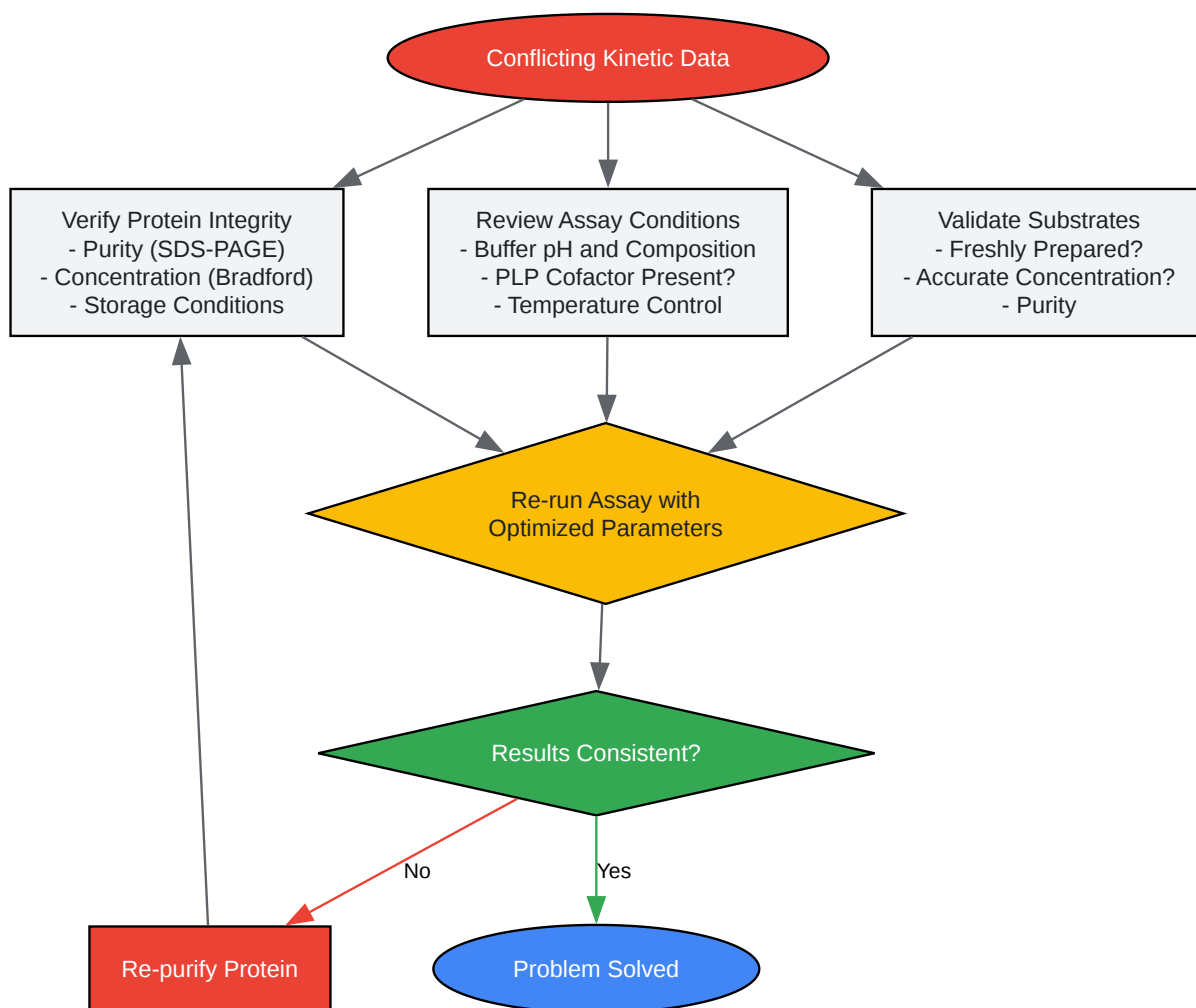 Conflicting Kinetic Data
Verify Protein Integrity
- Purity (SDS-PAGE)
- Concentration (Bradford)
- Storage Conditions
Review Assay Conditions
- Buffer pH and Composition
- PLP Cofactor Present?
- Temperature Control
Validate Substrates
- Freshly Prepared?
- Accurate Concentration?
- Purity
Re-run Assay with
Optimized Parameters
Results Consistent?
No
Yes
Re-purify Protein
Problem Solved